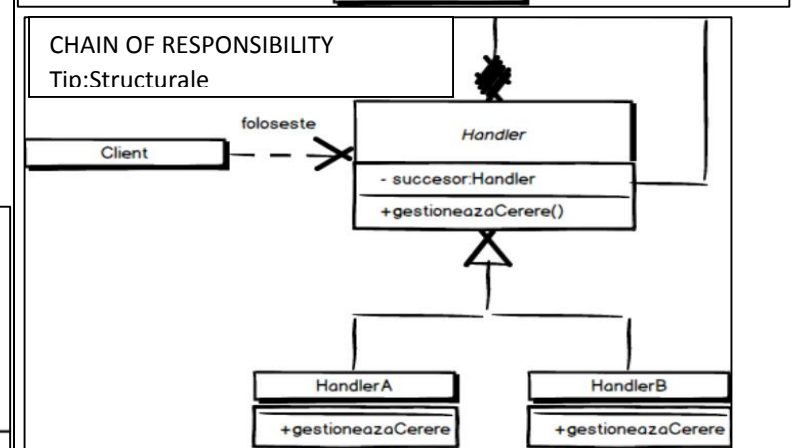 CHAIN OF RESPONSIBILITY
Tip:Structurale
foloseste
Client
Handler
- succesor:Handler
+gestioneazaCerere()
HandlerA
HandlerB
+gestioneazaCerere
+gestioneazaCerere